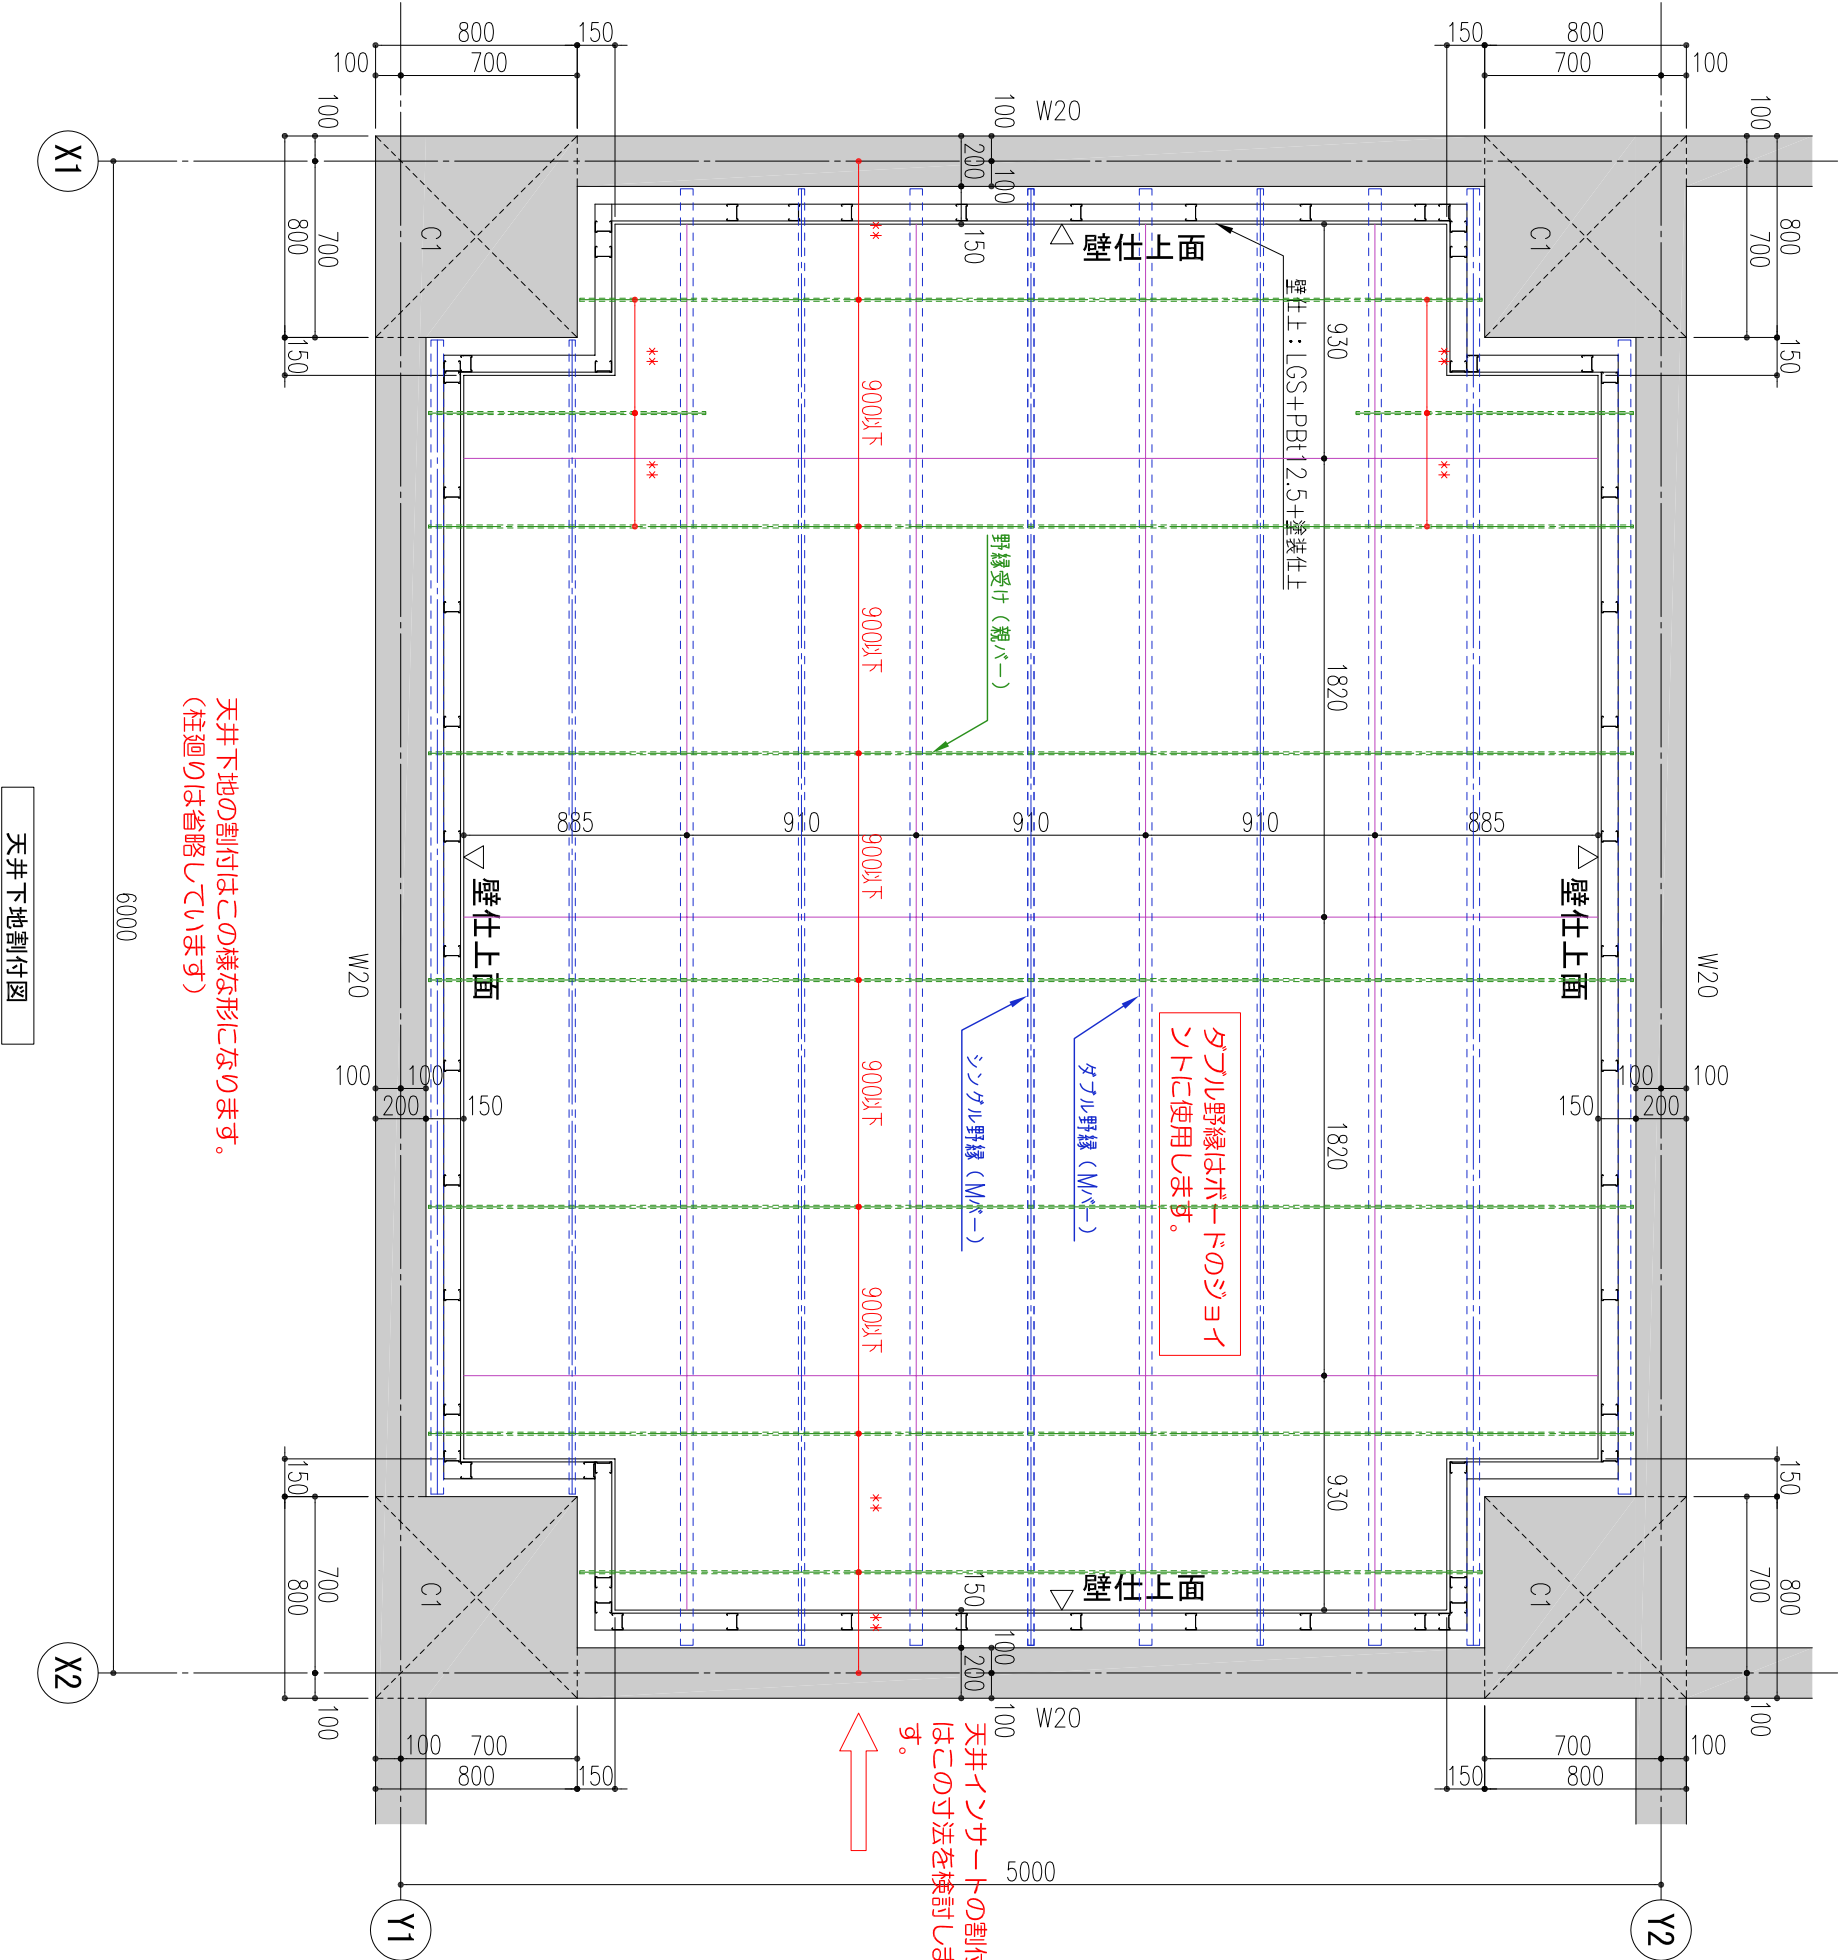 800
150
100
700
150
800
700
100
100
100
W20
100
X1
200
100
C1
C1
800
700
800
700
**
150
壁仕上面
150
150
壁仕上:LGS+PBt12.5+塗装仕上
930
**
**
900以下
**
**
野縁受け(親バー)
900以下
1820
天井下地の割付はこの様な形になります。
(柱廻りは省略しています)
885
910
910
910
885
900以下
壁仕上面
壁仕上面
天井下地割付図
6000
W20
W20
ダブル野縁はボードのジョイ
ントに使用します。
シングル野縁(Mバー)
ダブル野縁(Mバー)
900以下
100
100
200
150
100
100
150
200
1820
900以下
930
150
150
**
800
700
C1
C1
700
800
150
壁仕上面
**
100
200
100
X2
100
100
W20
天井インサートの割付
はこの寸法を検討しま
す。
100
700
800
150
700
100
150
800
5000
Y1
Y2